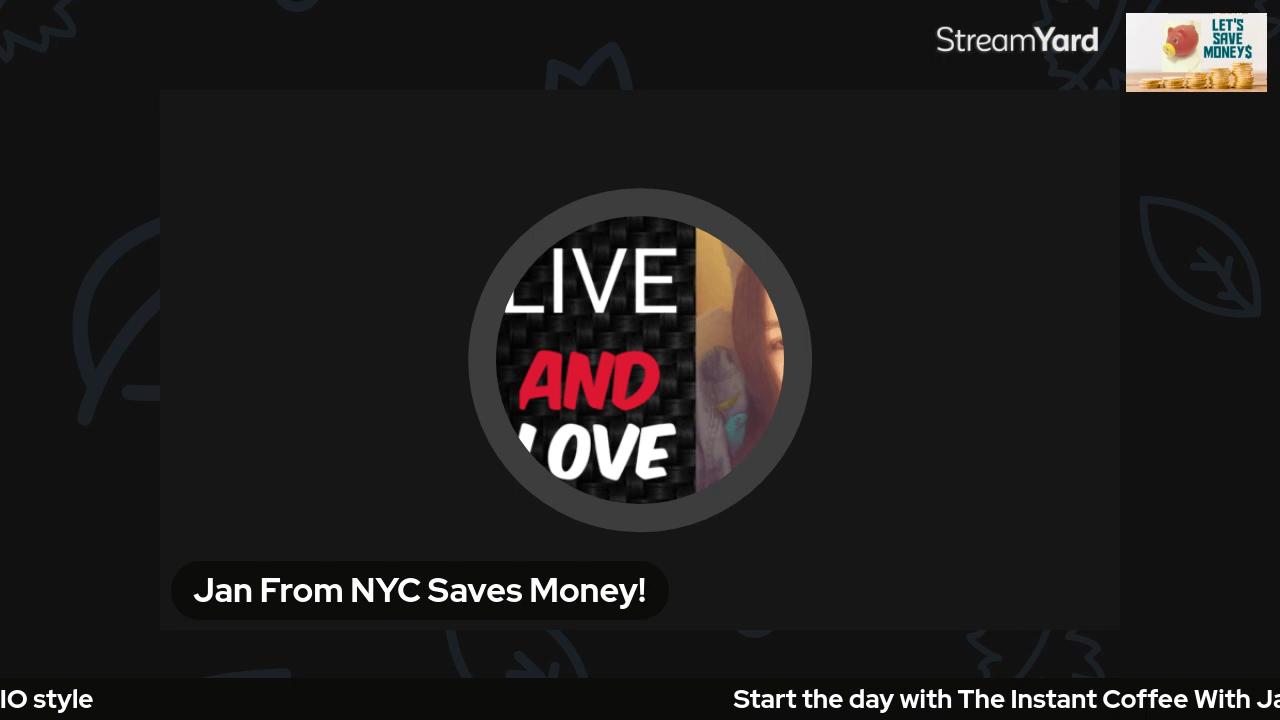 StreamYard
LET'S
SAVE
MONEY$
LIVE
AND
LOVE
Jan From NYC Saves Money!
IO style
Start the day with The Instant Coffee With Ja